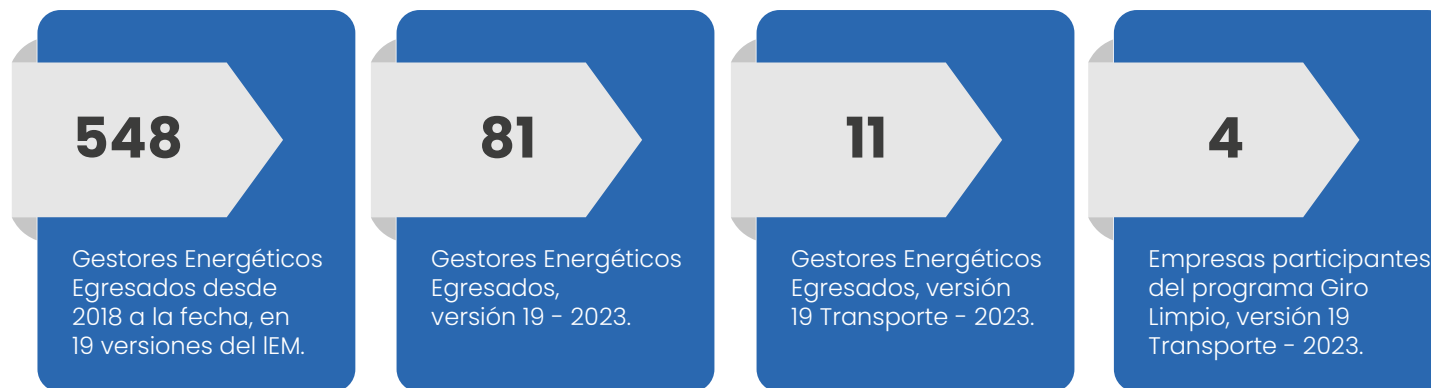 548
Gestores Energéticos
Egresados desde
2018 a la fecha, en
19 versiones del IEM.
81
Gestores Energéticos
Egresados,
versión 19 - 2023.
11
Gestores Energéticos
Egresados, versión
19 Transporte - 2023.
4
Empresas participantes
del programa Giro
Limpio, versión 19
Transporte - 2023.